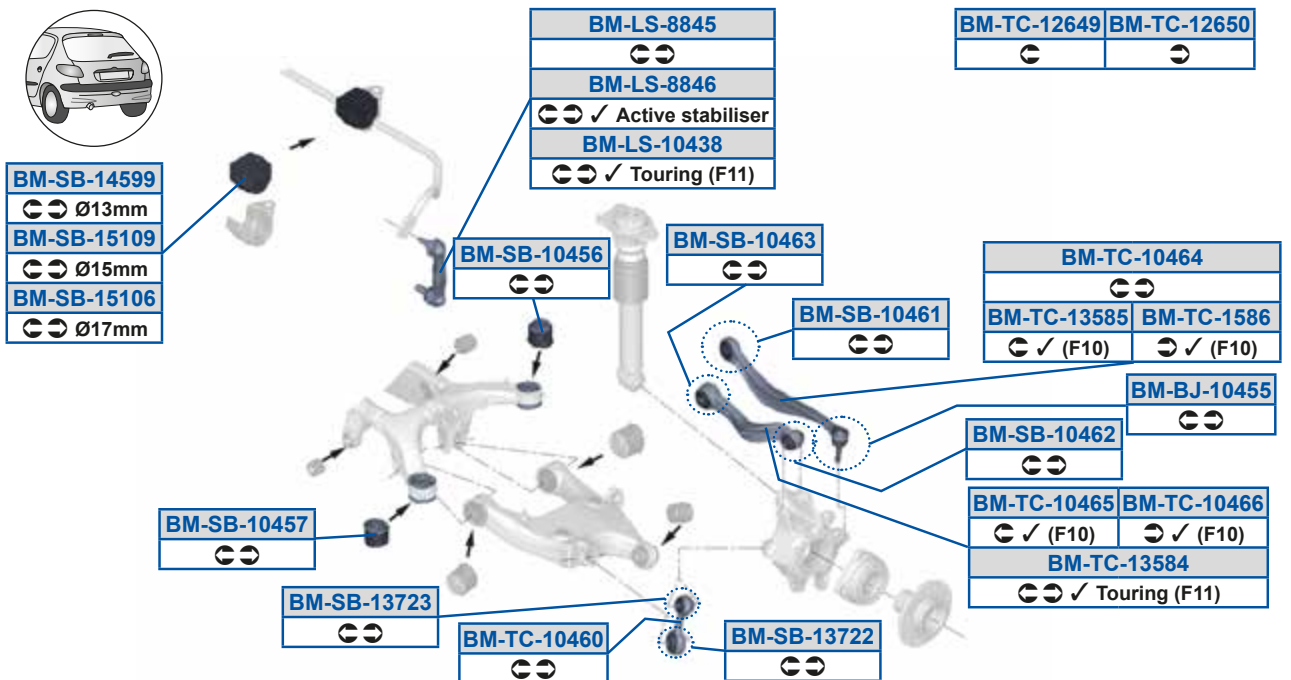 BM-LS-8845
BM-LS-8846
✓ Active stabiliser
BM-LS-10438
✓ Touring (F11)
BM-TC-12649 BM-TC-12650
BM-SB-14599
Ø13mm
BM-SB-15109
Ø15mm
BM-SB-15106
Ø17mm
BM-SB-10456
BM-SB-10463
BM-SB-10461
BM-TC-10464
BM-TC-13585 BM-TC-1586
✓ (F10) ✓ (F10)
BM-BJ-10455
BM-SB-10462
BM-TC-10465 BM-TC-10466
✓ (F10) ✓ (F10)
BM-TC-13584
✓ Touring (F11)
BM-SB-10457
BM-SB-13723
BM-TC-10460
BM-SB-13722